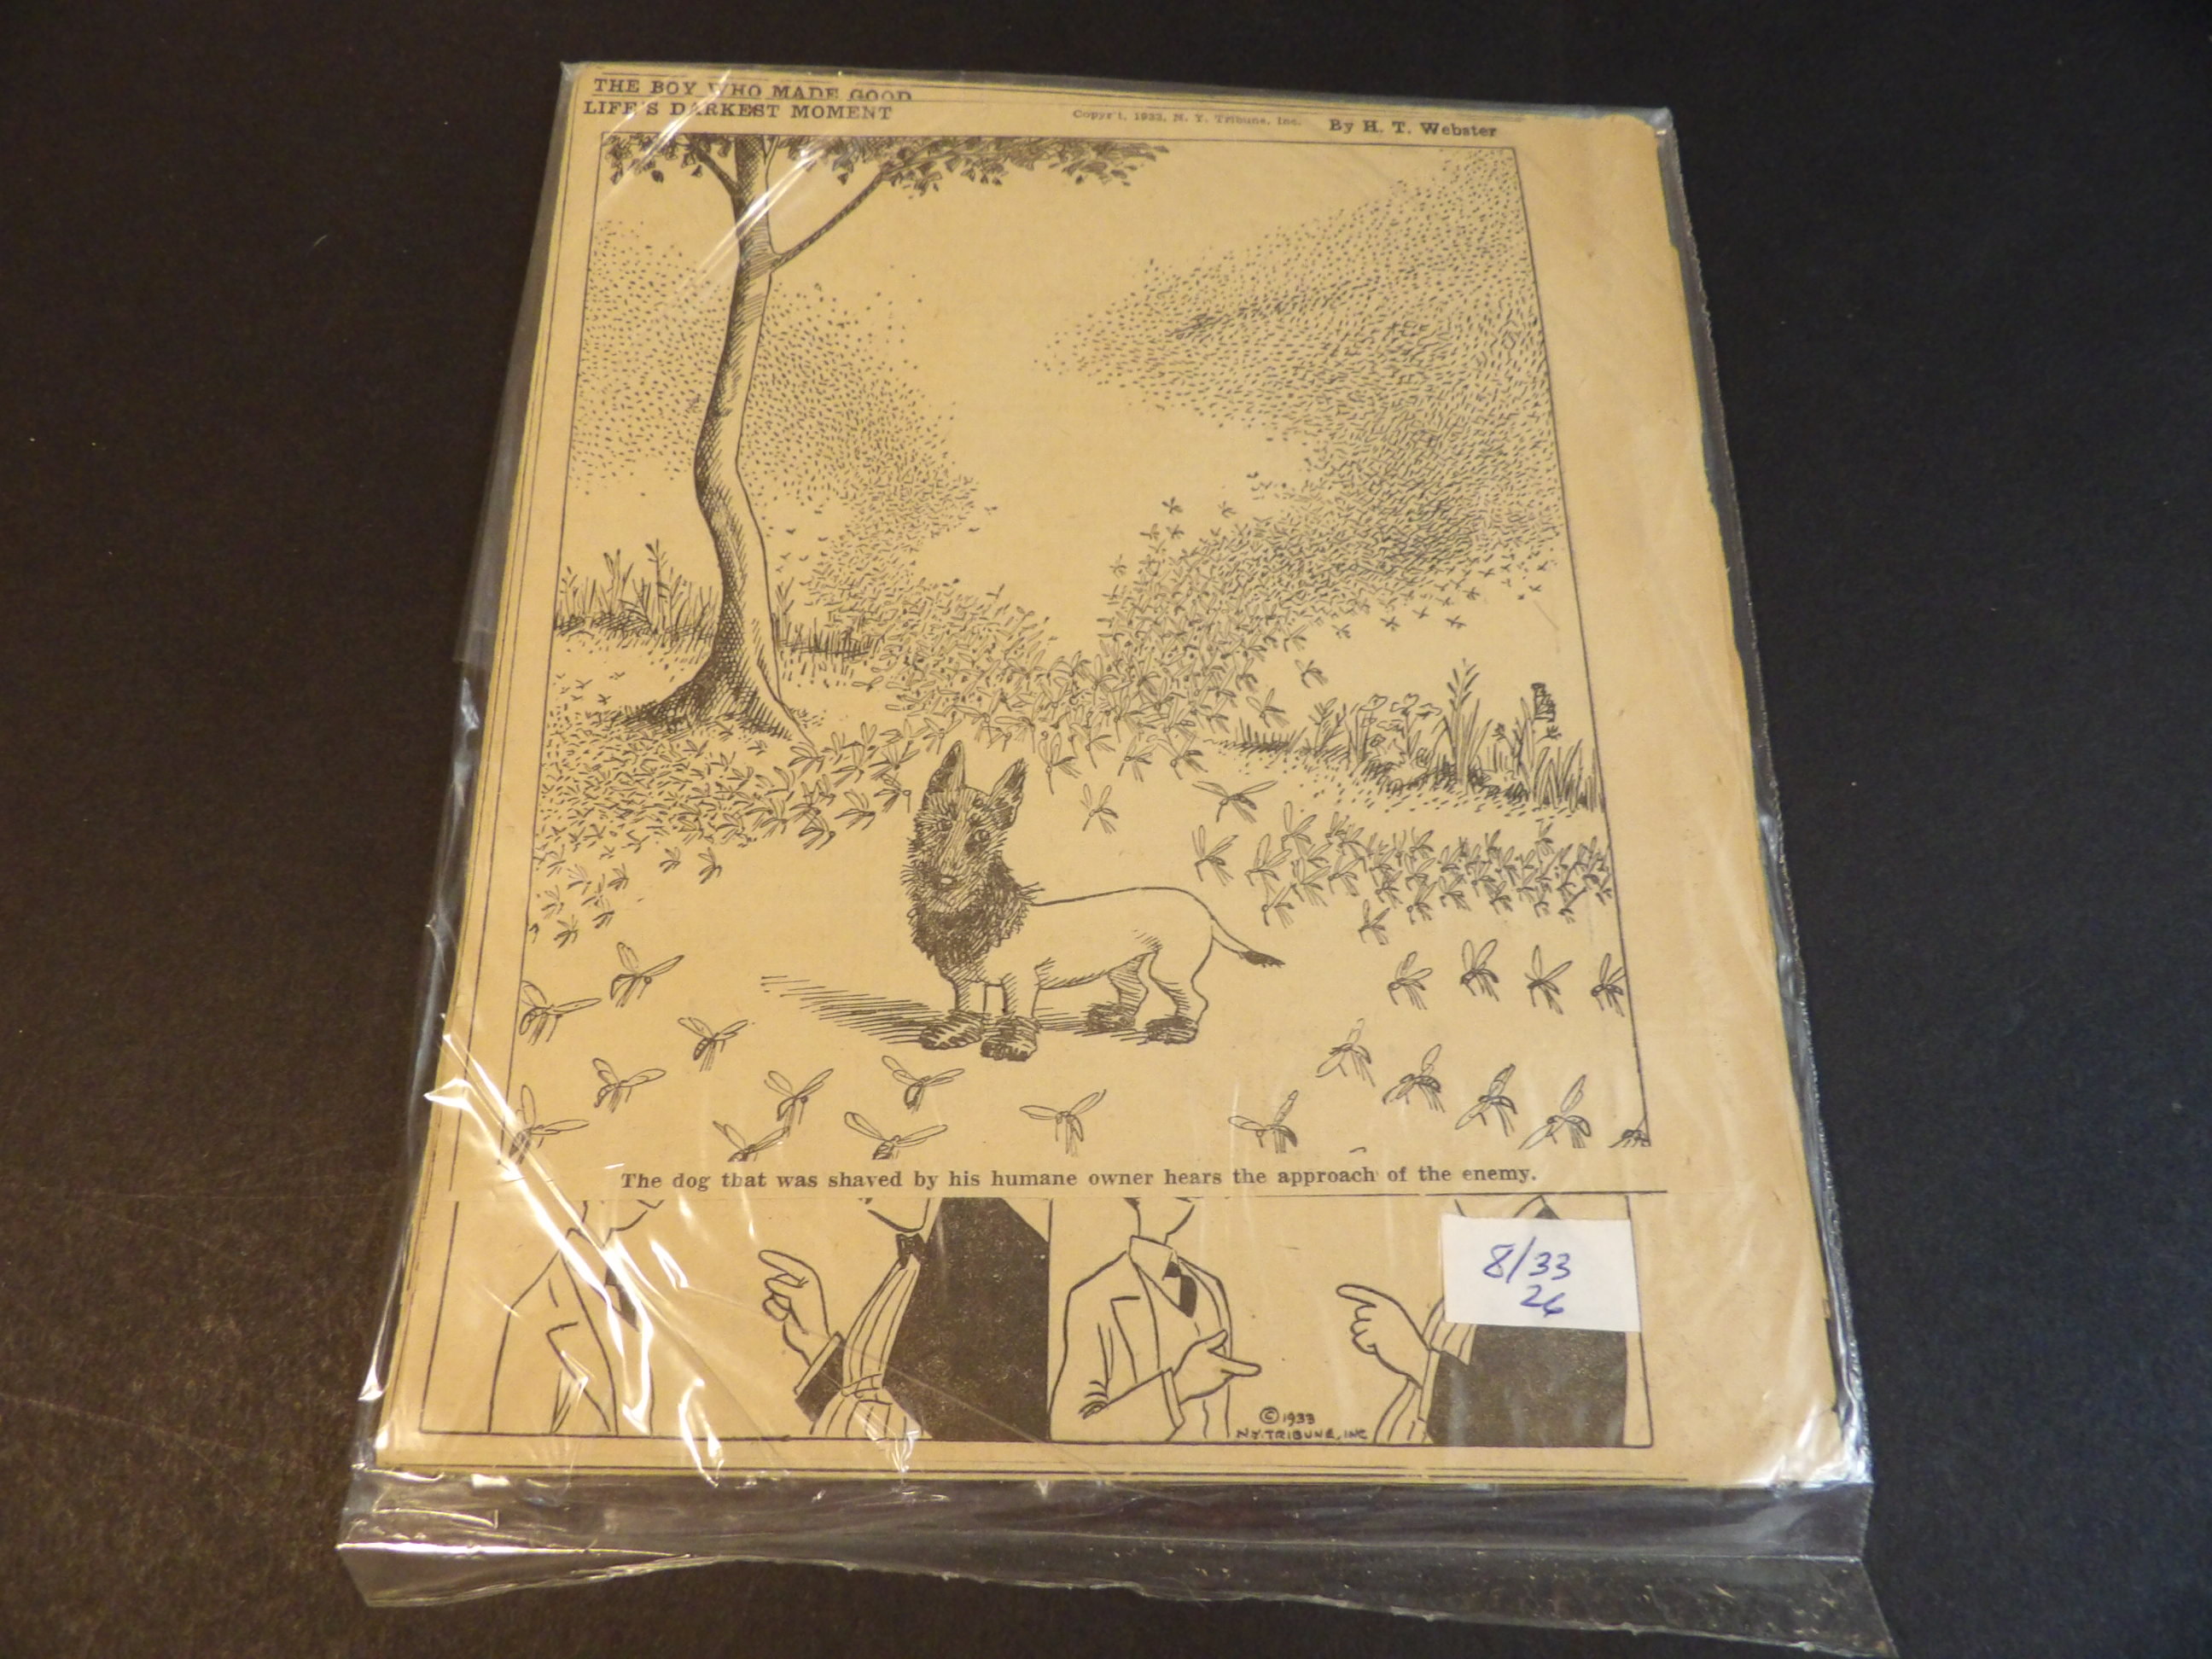 THE BOY WHO MADE GOOD
LIFE'S DARKEST MOMENT
Copyr't, 1933, N. Y. Tribune, Inc. By H. T. Webster
The dog that was shaved by his humane owner hears the approach of the enemy.
8/33
26
© 1933
N.Y. TRIBUNE, INC